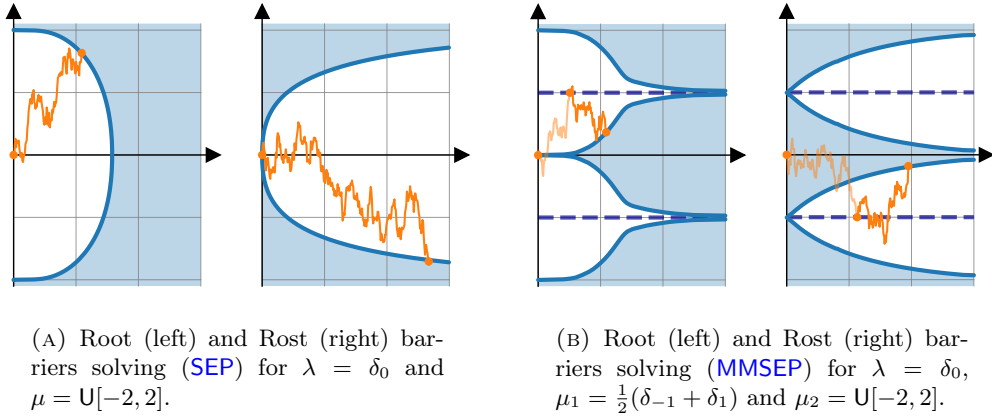 (A) Root (left) and Rost (right) bar-
riers solving (SEP) for λ = δ₀ and
μ = U[−2, 2].
(B) Root (left) and Rost (right) bar-
riers solving (MMSEP) for λ = δ₀,
μ₁ = ½(δ₋₁ + δ₁) and μ₂ = U[−2, 2].